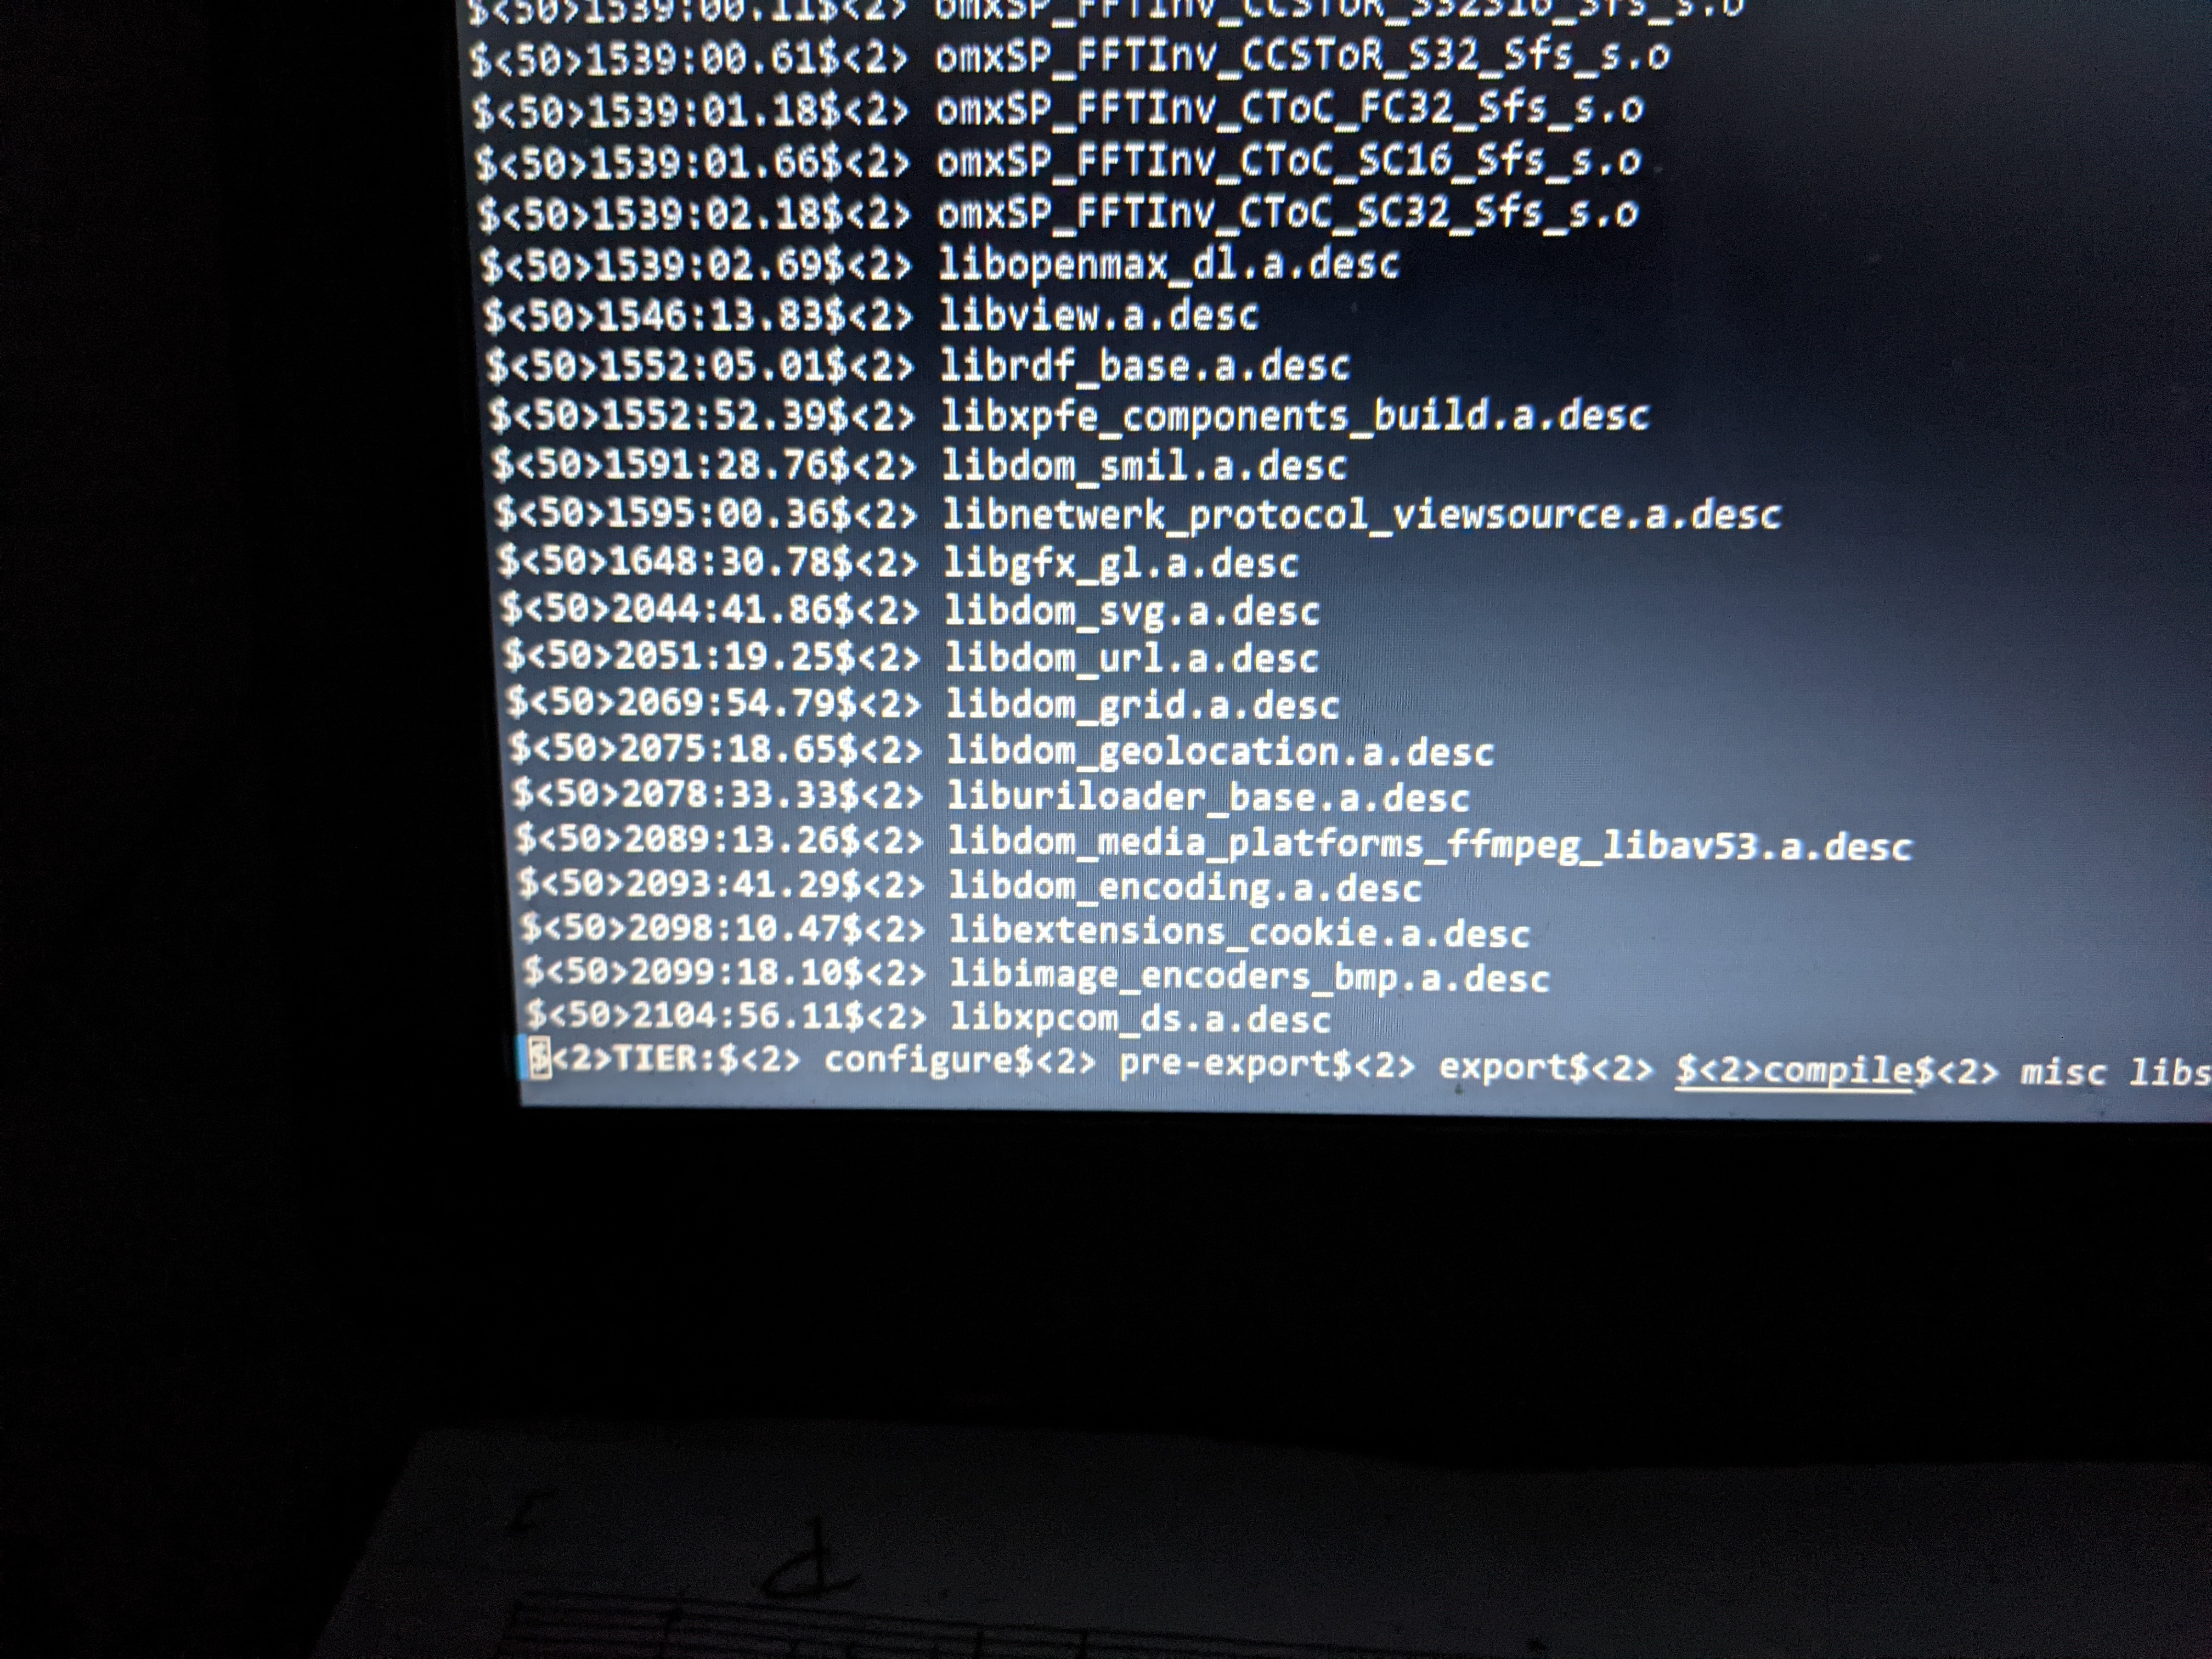 $<50>1539:00.11$<2> omxSP_FFTInv_CCSToR_S32S16_Sfs_s.o
$<50>1539:00.61$<2> omxSP_FFTInv_CCSToR_S32_Sfs_s.o
$<50>1539:01.18$<2> omxSP_FFTInv_CToC_FC32_Sfs_s.o
$<50>1539:01.66$<2> omxSP_FFTInv_CToC_SC16_Sfs_s.o
$<50>1539:02.18$<2> omxSP_FFTInv_CToC_SC32_Sfs_s.o
$<50>1539:02.69$<2> libopenmax_dl.a.desc
$<50>1546:13.83$<2> libview.a.desc
$<50>1552:05.01$<2> librdf_base.a.desc
$<50>1552:52.39$<2> libxpfe_components_build.a.desc
$<50>1591:28.76$<2> libdom_smil.a.desc
$<50>1595:00.36$<2> libnetwerk_protocol_viewsource.a.desc
$<50>1648:30.78$<2> libgfx_gl.a.desc
$<50>2044:41.86$<2> libdom_svg.a.desc
$<50>2051:19.25$<2> libdom_url.a.desc
$<50>2069:54.79$<2> libdom_grid.a.desc
$<50>2075:18.65$<2> libdom_geolocation.a.desc
$<50>2078:33.33$<2> liburiloader_base.a.desc
$<50>2089:13.26$<2> libdom_media_platforms_ffmpeg_libav53.a.desc
$<50>2093:41.29$<2> libdom_encoding.a.desc
$<50>2098:10.47$<2> libextensions_cookie.a.desc
$<50>2099:18.10$<2> libimage_encoders_bmp.a.desc
$<50>2104:56.11$<2> libxpcom_ds.a.desc
$<2>TIER:$<2> configure$<2> pre-export$<2> export$<2> $<2>compile$<2> misc libs
d